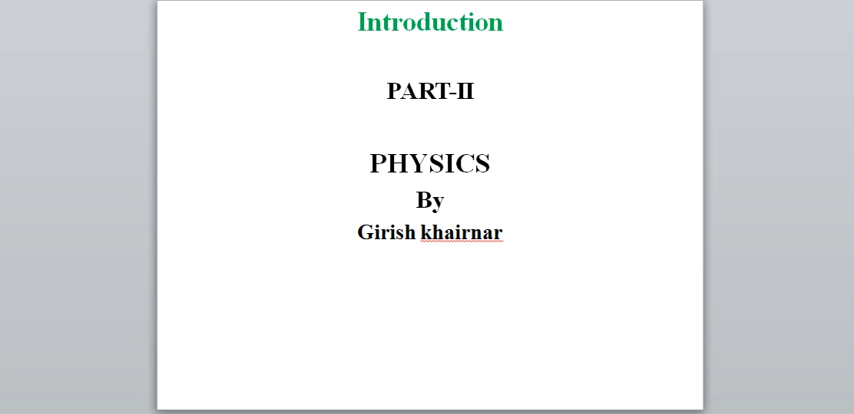 Introduction
PART-II
PHYSICS
By
Girish khairnar